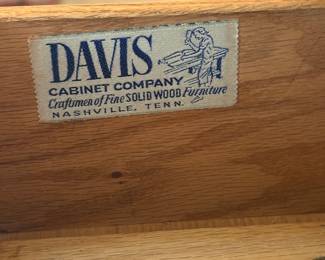 DAVIS
CABINET COMPANY
Craftsmen of Fine SOLID WOOD Furniture
NASHVILLE, TENN.